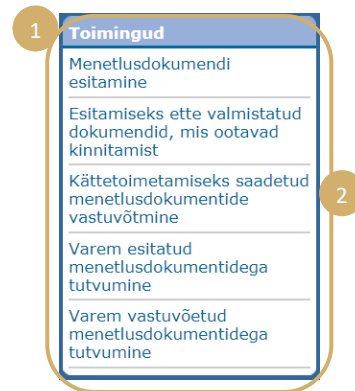 1
Toimingud
Menetlusdokumendi
esitamine
Esitamiseks ette valmistatud
dokumendid, mis ootavad
kinnitamist
Kättetoimetamiseks saadetud
menetlusdokumentide
vastuvõtmine
2
Varem esitatud
menetlusdokumentidega
tutvumine
Varem vastuvõetud
menetlusdokumentidega
tutvumine